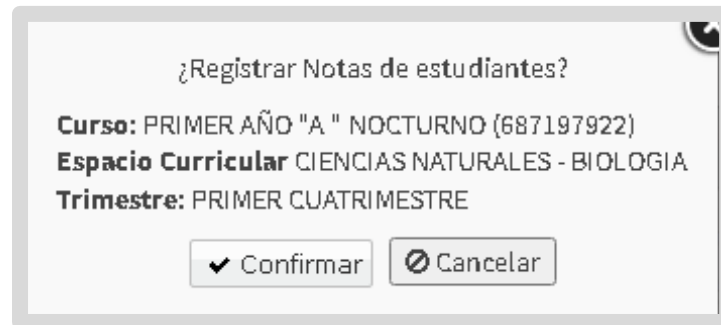 ¿Registrar Notas de estudiantes?
Curso: PRIMER AÑO "A " NOCTURNO (687197922)
Espacio Curricular CIENCIAS NATURALES - BIOLOGIA
Trimestre: PRIMER CUATRIMESTRE
Confirmar Cancelar